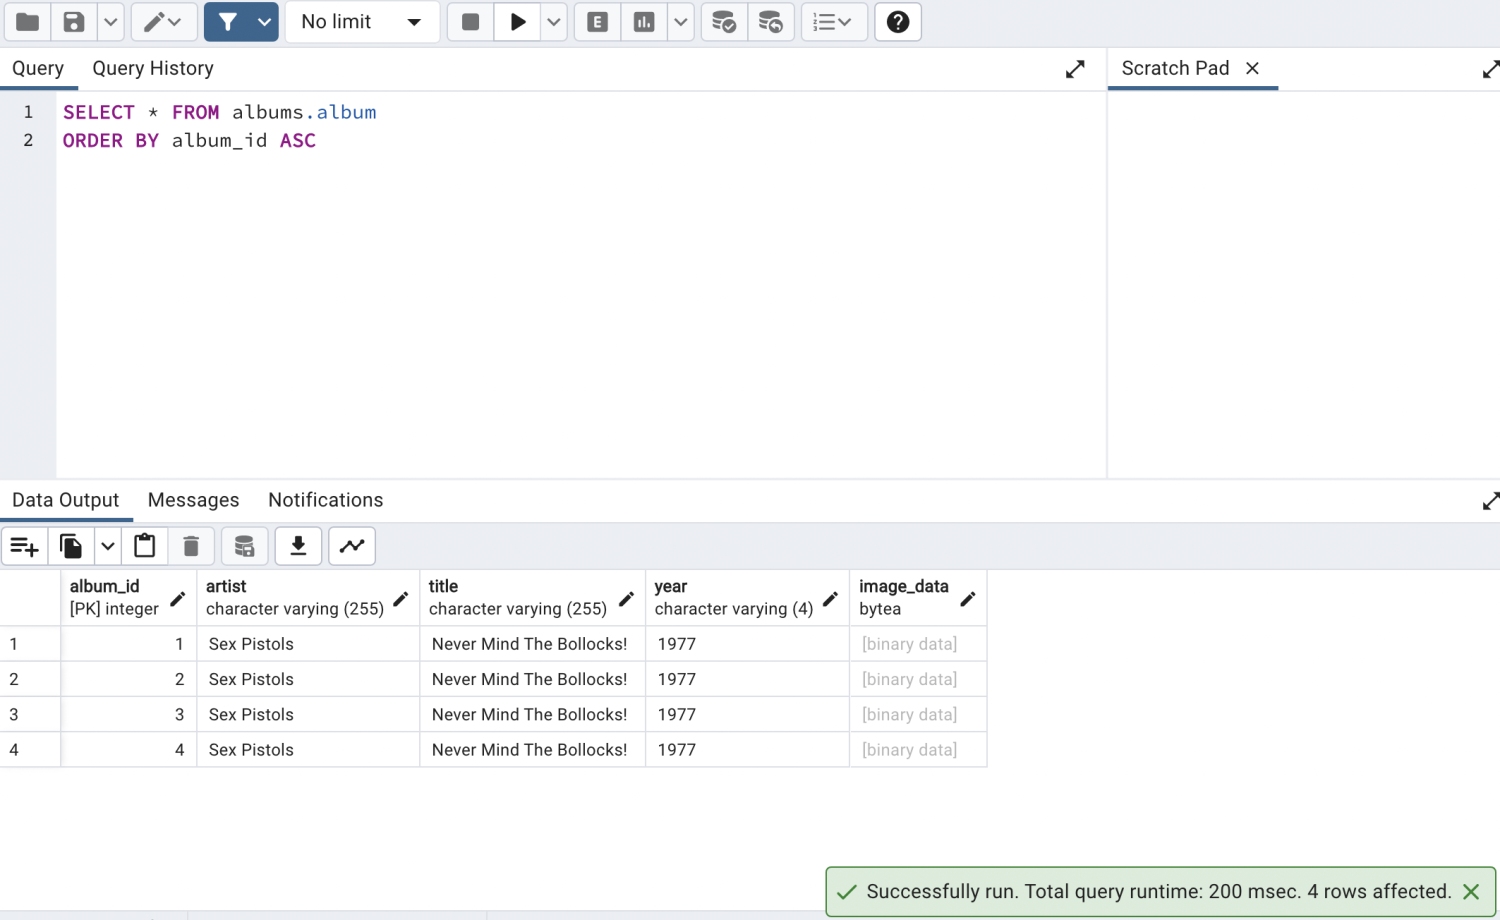 No limit
E
Query Query History
Scratch Pad
1 SELECT * FROM albums.album
2 ORDER BY album_id ASC
Data Output Messages Notifications
album_id artist title year image_data
[PK] integer character varying (255) character varying (255) character varying (4) bytea
1 1 Sex Pistols Never Mind The Bollocks! 1977 [binary data]
2 2 Sex Pistols Never Mind The Bollocks! 1977 [binary data]
3 3 Sex Pistols Never Mind The Bollocks! 1977 [binary data]
4 4 Sex Pistols Never Mind The Bollocks! 1977 [binary data]
Successfully run. Total query runtime: 200 msec. 4 rows affected.